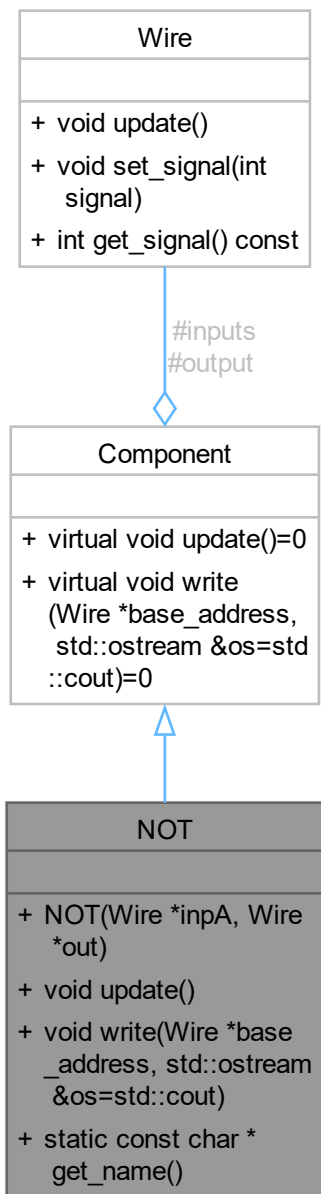 Wire
+ void update()
+ void set_signal(int
signal)
+ int get_signal() const
#inputs
#output
Component
+ virtual void update()=0
+ virtual void write
(Wire *base_address,
std::ostream &os=std
::cout)=0
NOT
+ NOT(Wire *inpA, Wire
*out)
+ void update()
+ void write(Wire *base
_address, std::ostream
&os=std::cout)
+ static const char *
get_name()